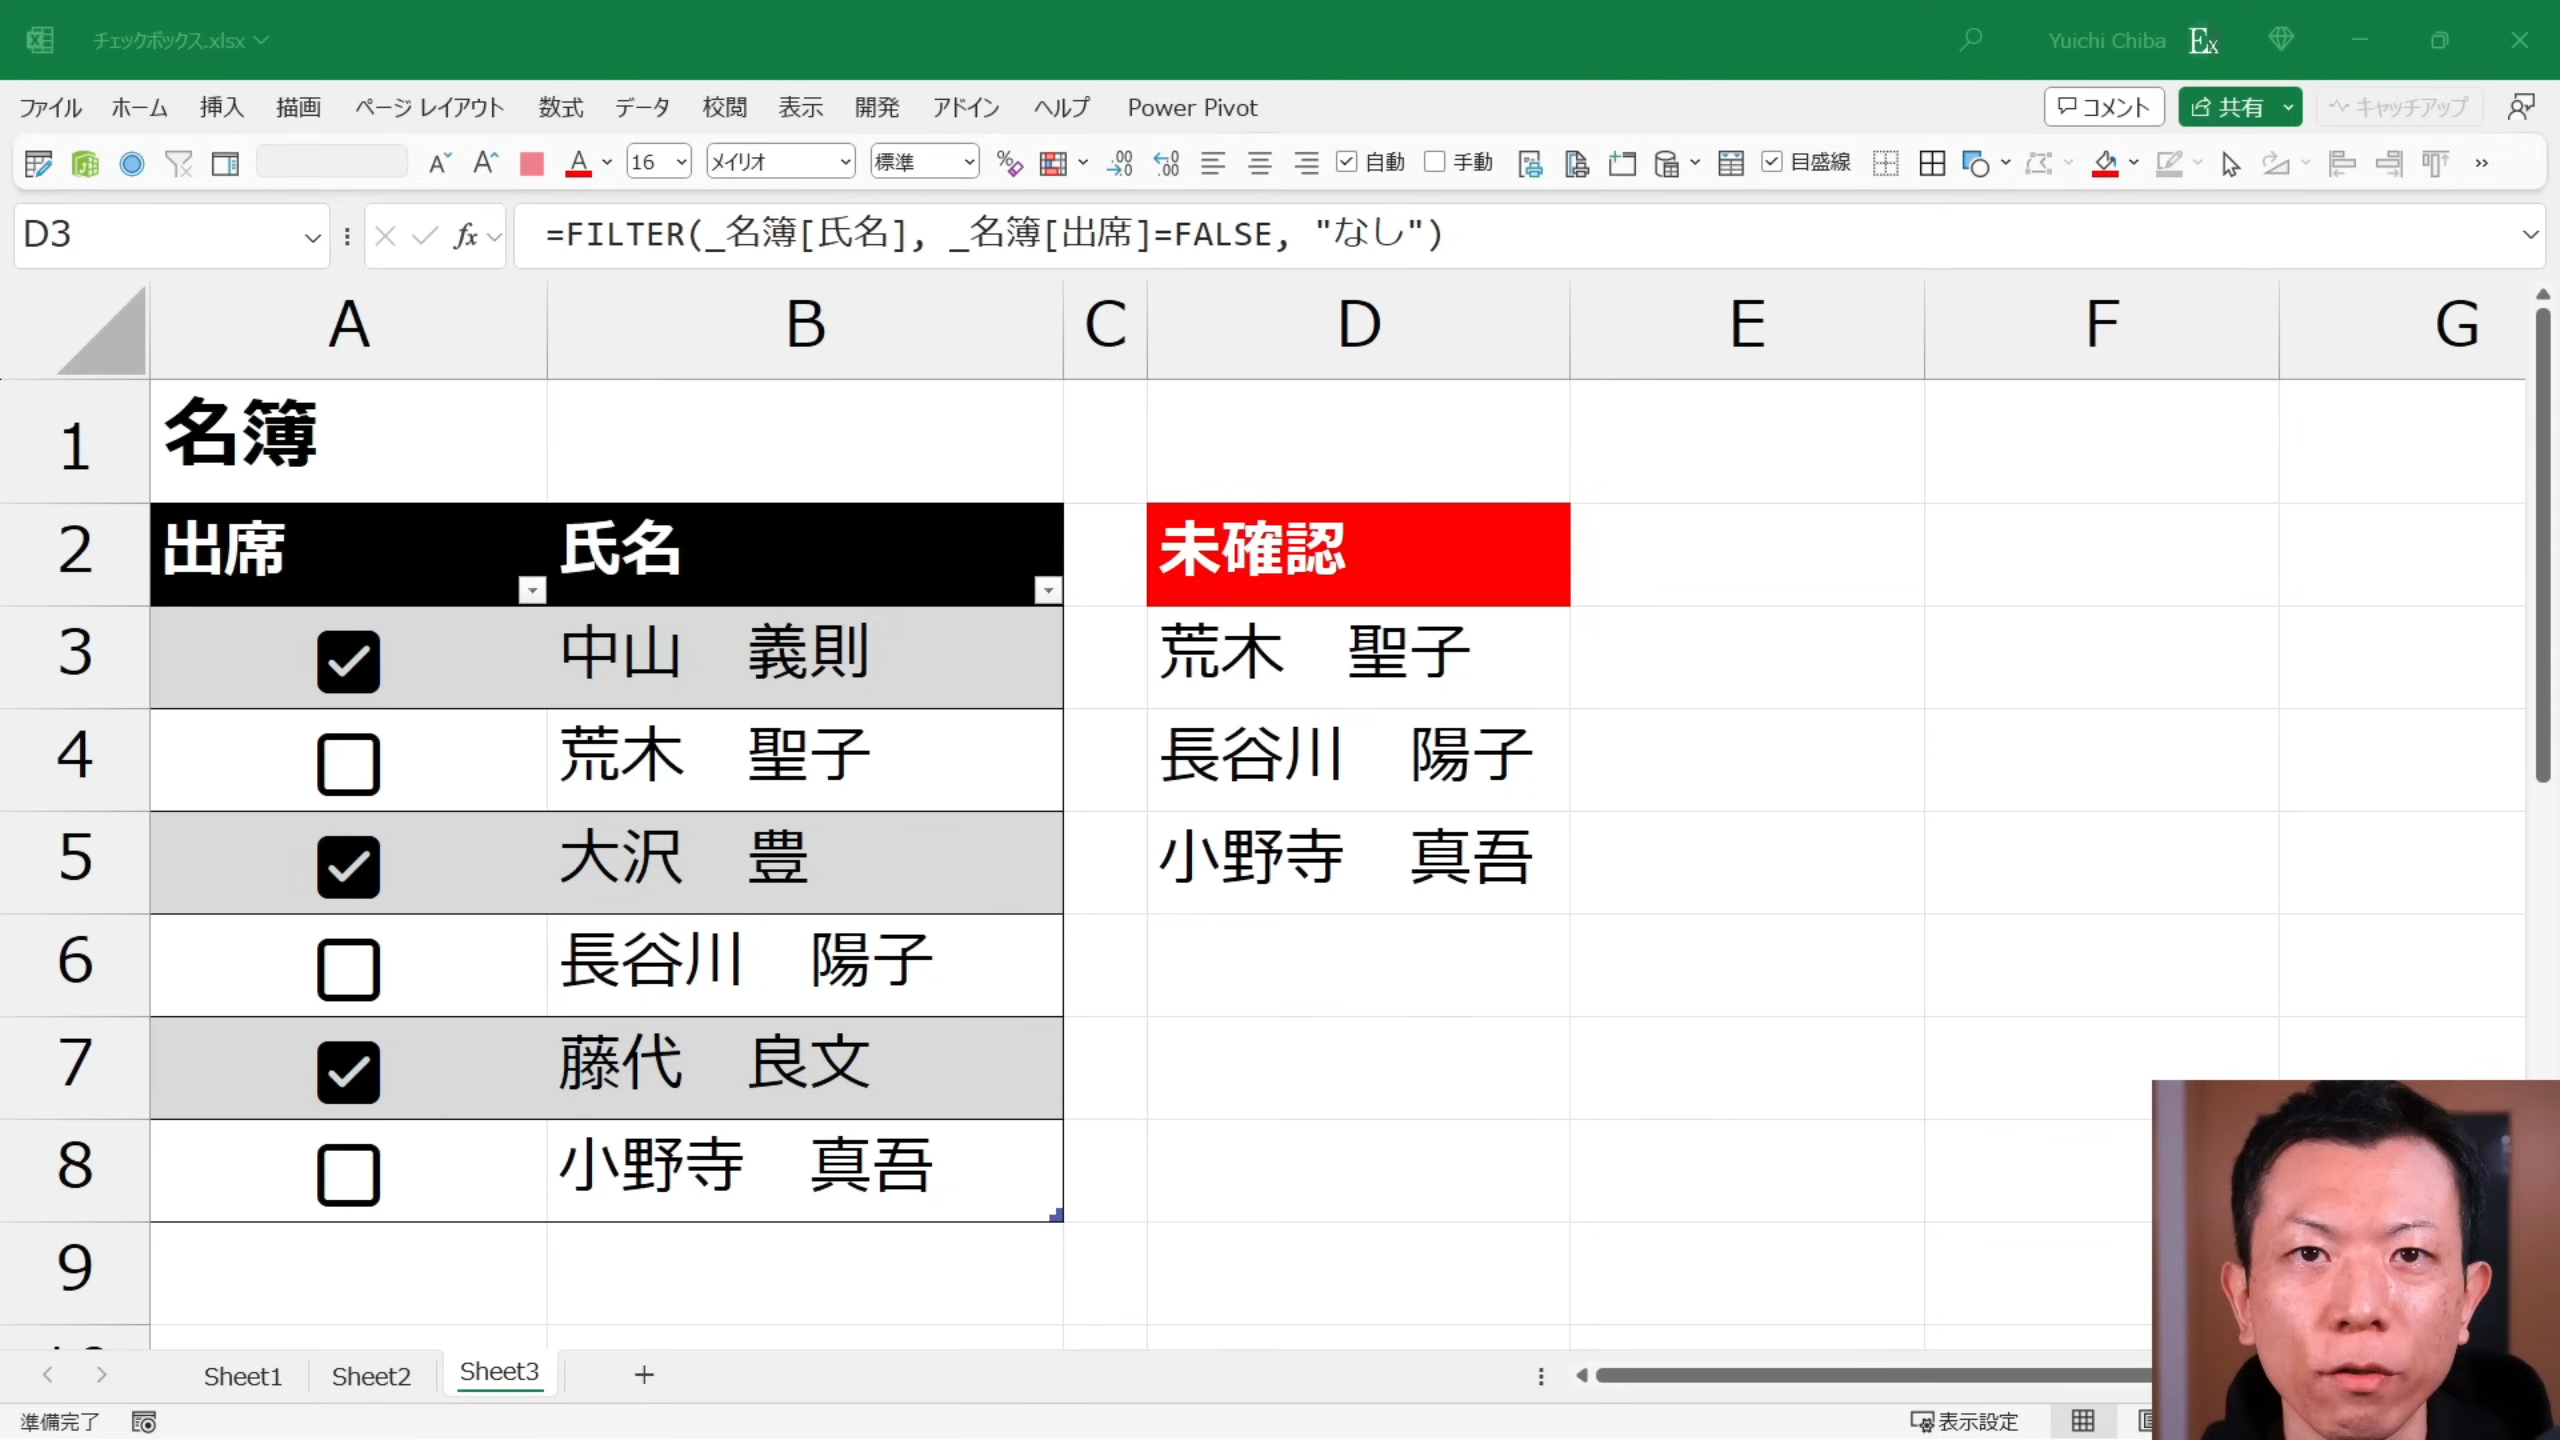 チェックボックス.xlsx
Yuichi Chiba
Ex
ファイル ホーム 挿入 描画 ページ レイアウト 数式 データ 校閲 表示 開発 アドイン ヘルプ Power Pivot
コメント 共有 キャッチアップ
16 メイリオ 標準 自動 手動 目盛線
D3 fx =FILTER(_名簿[氏名], _名簿[出席]=FALSE, "なし")
A B C D E F G
1 名簿
2 出席 氏名 未確認
3 中山　義則 荒木　聖子
4 荒木　聖子 長谷川　陽子
5 大沢　豊 小野寺　真吾
6 長谷川　陽子
7 藤代　良文
8 小野寺　真吾
9
Sheet1 Sheet2 Sheet3
準備完了 表示設定